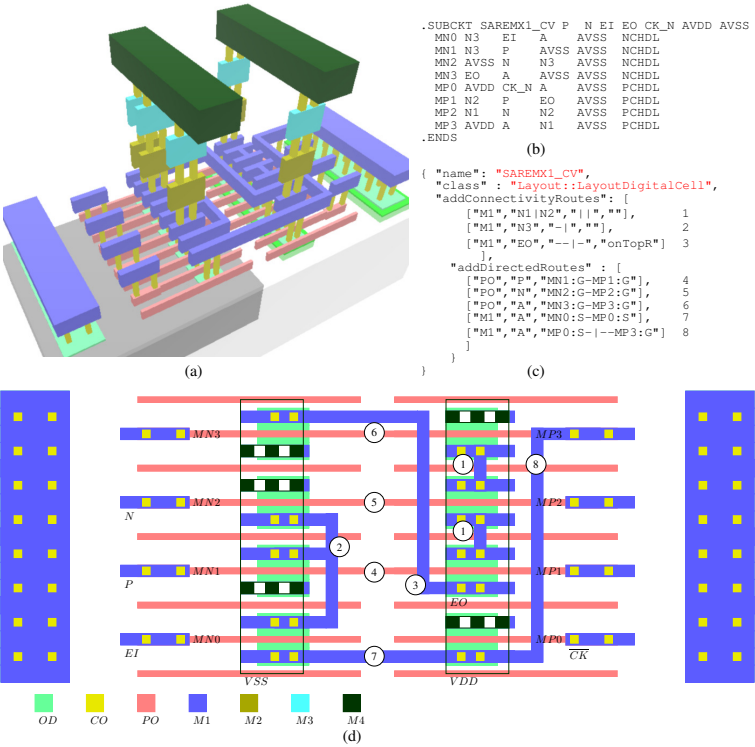 .SUBCKT SAREMX1_CV P N EI EO CK_N AVDD AVSS
MN0 N3 EI A AVSS NCHDL
MN1 N3 P AVSS AVSS NCHDL
MN2 AVSS N N3 AVSS NCHDL
MN3 EO A AVSS AVSS NCHDL
MP0 AVDD CK_N A AVSS PCHDL
MP1 N2 P EO AVSS PCHDL
MP2 N1 N N2 AVSS PCHDL
MP3 AVDD A N1 AVSS PCHDL
.ENDS
(b)
{ "name": "SAREMX1_CV",
"class" : "Layout::LayoutDigitalCell",
"addConnectivityRoutes": [
["M1","N1|N2","||",""], 1
["M1","N3","-|",""], 2
["M1","EO","--|-","onTopR"] 3
],
"addDirectedRoutes" : [
["PO","P","MN1:G-MP1:G"], 4
["PO","N","MN2:G-MP2:G"], 5
["PO","A","MN3:G-MP3:G"], 6
["M1","A","MN0:S-MP0:S"], 7
["M1","A","MP0:S-|--MP3:G"] 8
]
}
}
(a)
(c)
MN3 6 MP3
1 8
MN2 5 MP2
N
1
2
MN1 4 MP1
P 3
EO
MN0 MP0
EI 7 CK
VSS VDD
OD CO PO M1 M2 M3 M4
(d)